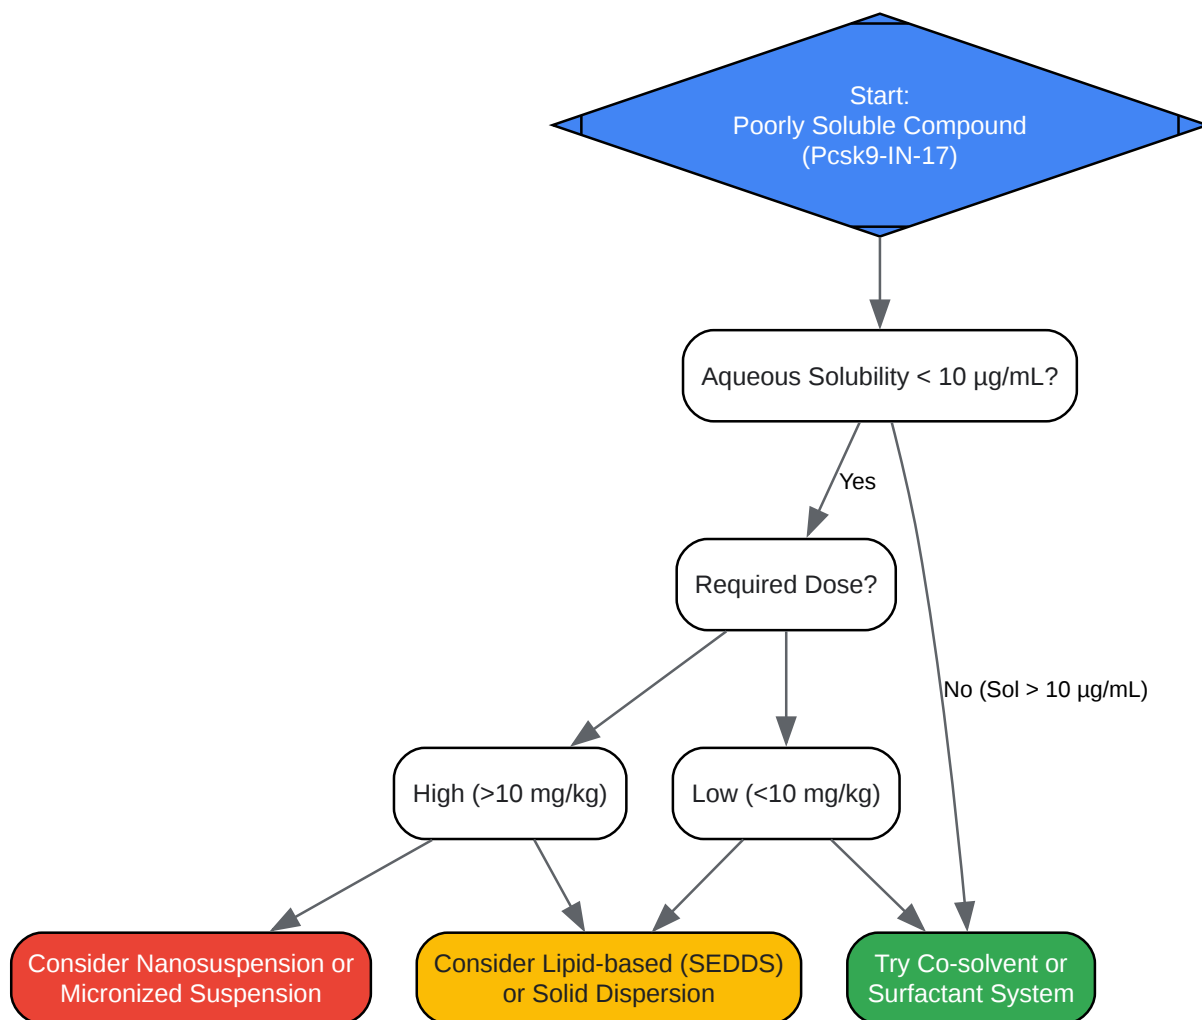 Start:
Poorly Soluble Compound
(Pcsk9-IN-17)
Aqueous Solubility < 10 µg/mL?
Yes
Required Dose?
No (Sol > 10 µg/mL)
High (>10 mg/kg)
Low (<10 mg/kg)
Consider Nanosuspension or
Micronized Suspension
Consider Lipid-based (SEDDS)
or Solid Dispersion
Try Co-solvent or
Surfactant System